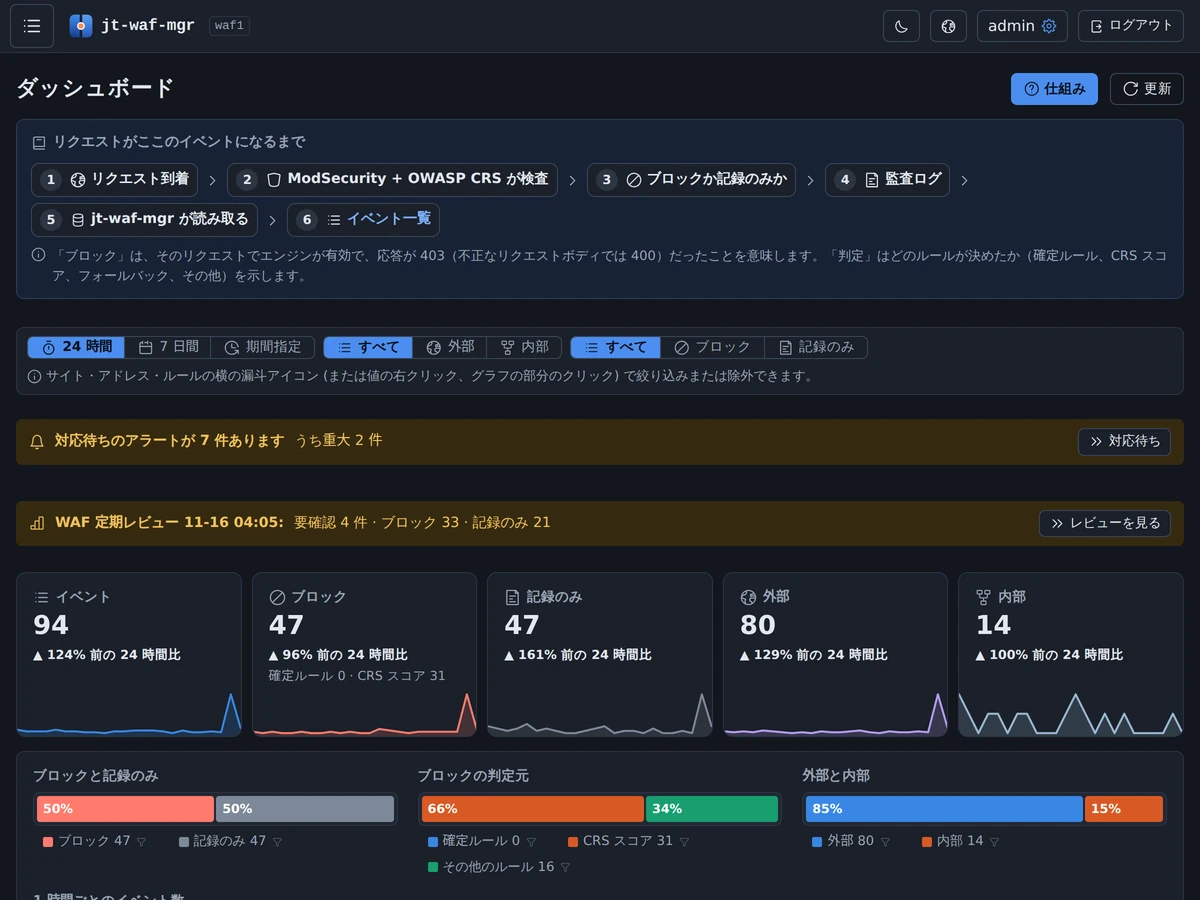 jt-waf-mgr waf1 admin ログアウト
ダッシュボード 仕組み 更新
リクエストがここのイベントになるまで
1 リクエスト到着 2 ModSecurity + OWASP CRS が検査 3 ブロックか記録のみか 4 監査ログ
5 jt-waf-mgr が読み取る 6 イベント一覧
「ブロック」は、そのリクエストでエンジンが有効で、応答が 403（不正なリクエストボディでは 400）だったことを意味します。「判定」はどのルールが決めたか（確定ルール、CRS スコ
ア、フォールバック、その他）を示します。
24 時間 7 日間 期間指定 すべて 外部 内部 すべて ブロック 記録のみ
サイト・アドレス・ルールの横の漏斗アイコン (または値の右クリック、グラフの部分のクリック) で絞り込みまたは除外できます。
対応待ちのアラートが 7 件あります うち重大 2 件 対応待ち
WAF 定期レビュー 11-16 04:05: 要確認 4 件 · ブロック 33 · 記録のみ 21 レビューを見る
イベント ブロック 記録のみ 外部 内部
94 47 47 80 14
▲ 124% 前の 24 時間比 ▲ 96% 前の 24 時間比 ▲ 161% 前の 24 時間比 ▲ 129% 前の 24 時間比 ▲ 100% 前の 24 時間比
確定ルール 0 · CRS スコア 31
ブロックと記録のみ ブロックの判定元 外部と内部
50% 50% 66% 34% 85% 15%
ブロック 47 記録のみ 47 確定ルール 0 CRS スコア 31 外部 80 内部 14
その他のルール 16
1 時間ごとのイベント数